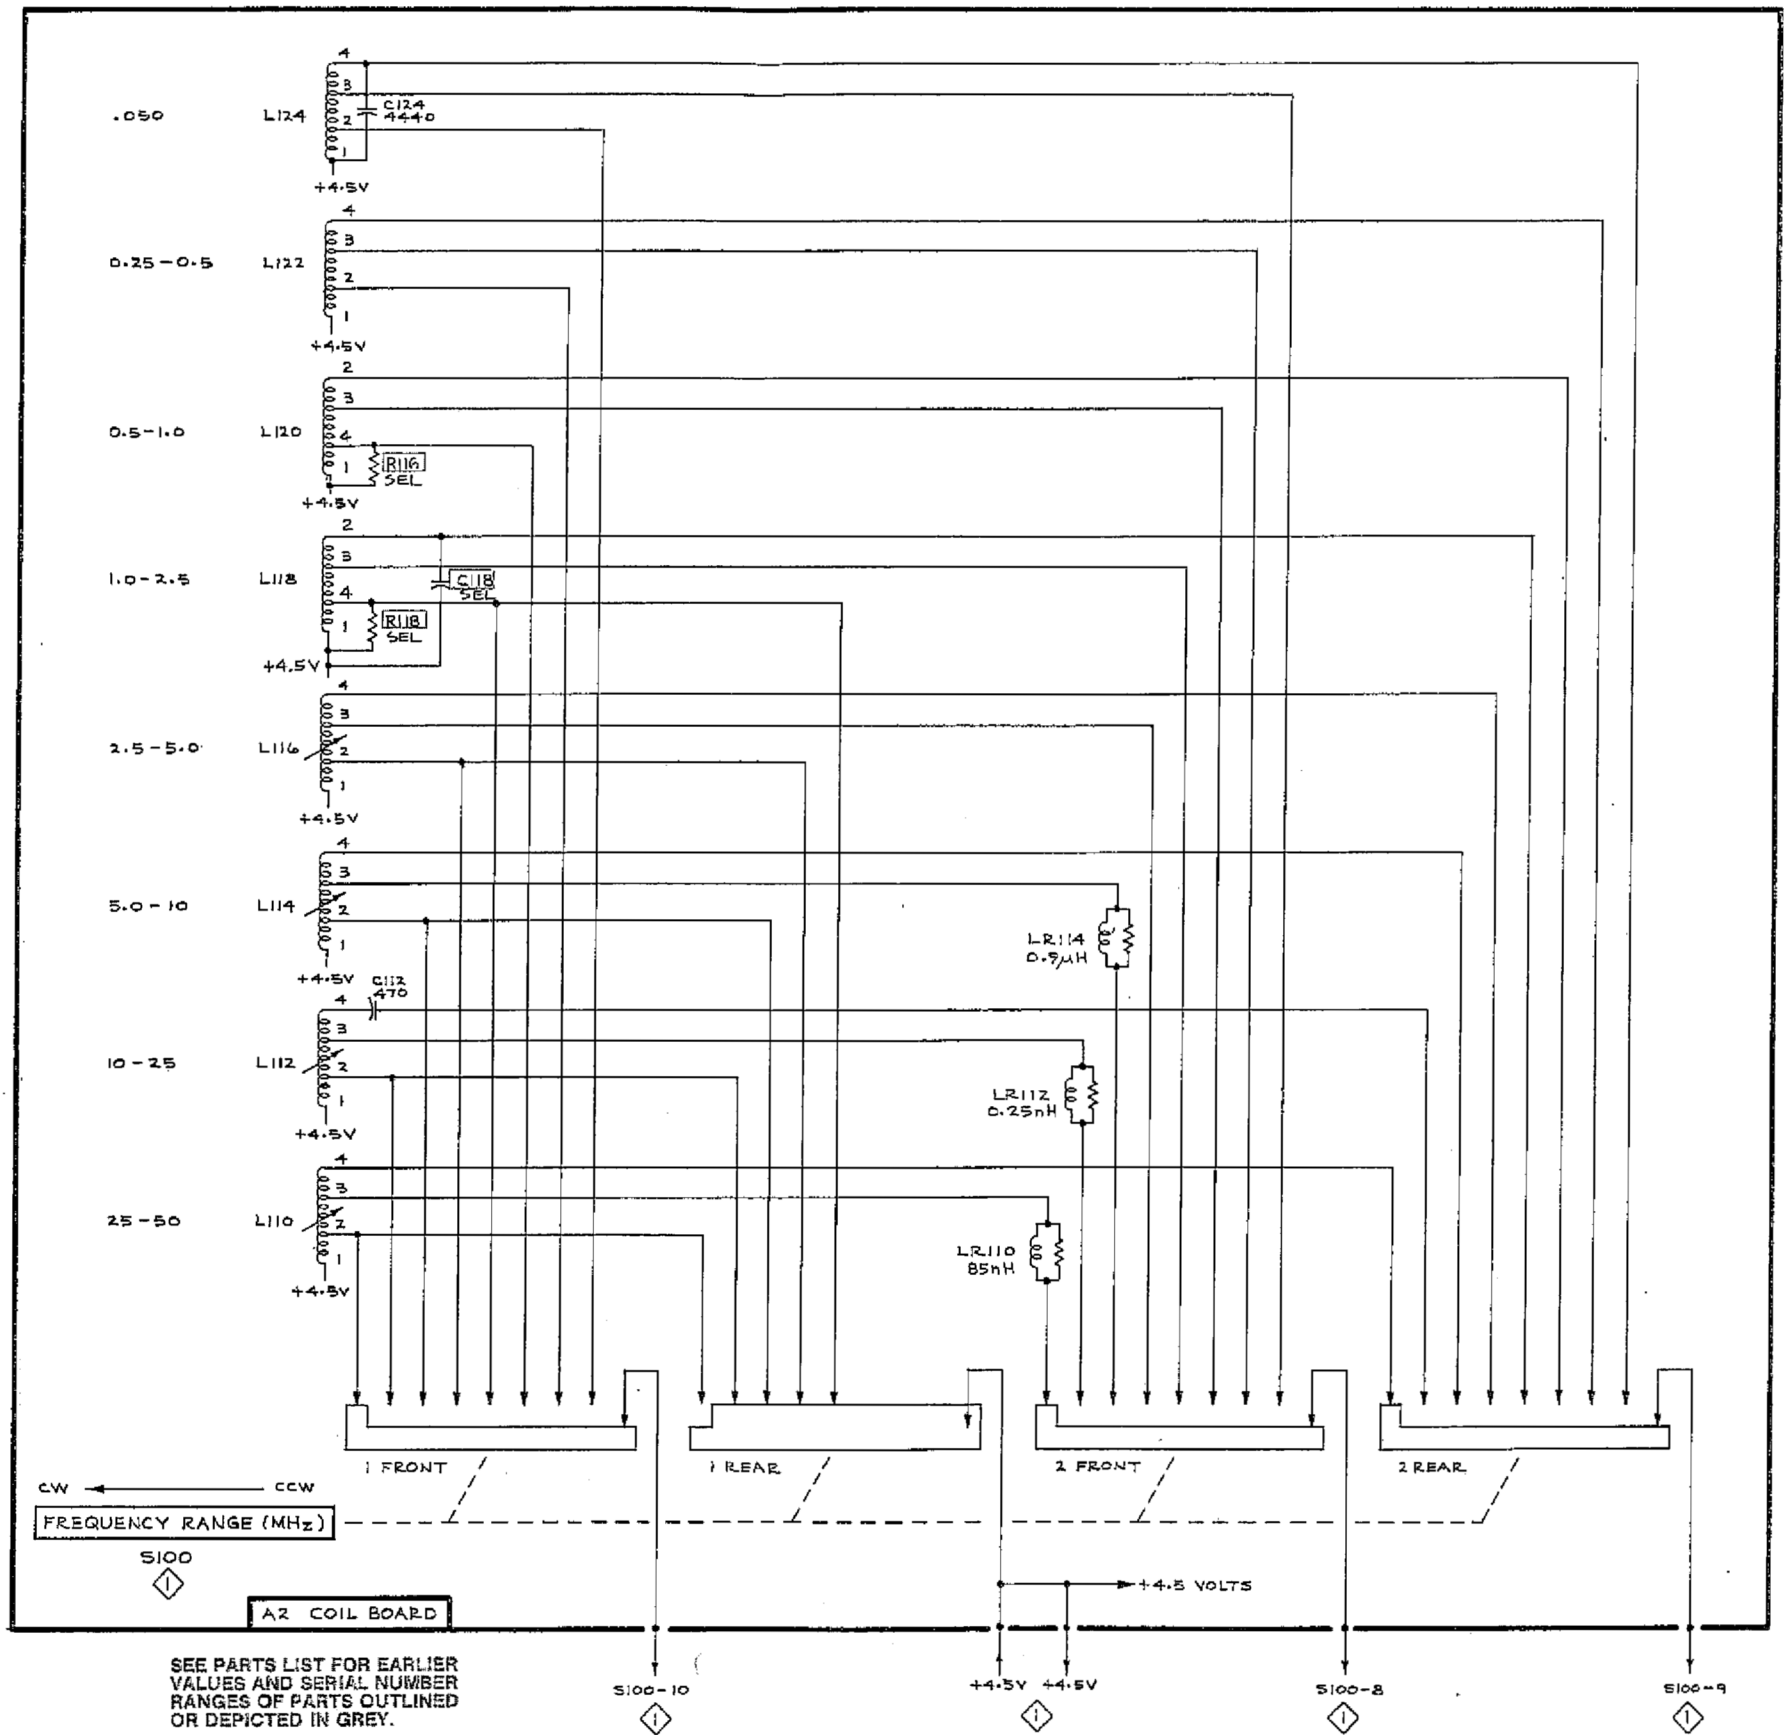 4
3
.050
L124
C124
4440
2
1
+4.5V
4
3
0.25-0.5
L122
2
1
+4.5V
2
3
0.5-1.0
L120
4
1
R116
SEL
+4.5V
2
3
1.0-2.5
L118
C118
SEL
4
1
R118
SEL
+4.5V
4
3
2.5-5.0
L116
2
1
+4.5V
4
3
5.0-10
L114
2
1
LR114
+4.5V
C112
470
4
3
10-25
L112
2
1
LR112
0.25nH
+4.5V
4
3
25-50
L110
2
1
LR110
85nH
+4.5V
1 FRONT
1 REAR
2 FRONT
2 REAR
CW
CCW
FREQUENCY RANGE (MHz)
S100
1
+4.5 VOLTS
A2 COIL BOARD
SEE PARTS LIST FOR EARLIER
VALUES AND SERIAL NUMBER
RANGES OF PARTS OUTLINED
OR DEPICTED IN GREY.
S100-10
+4.5V +4.5V
S100-8
S100-9
1
1
1
1